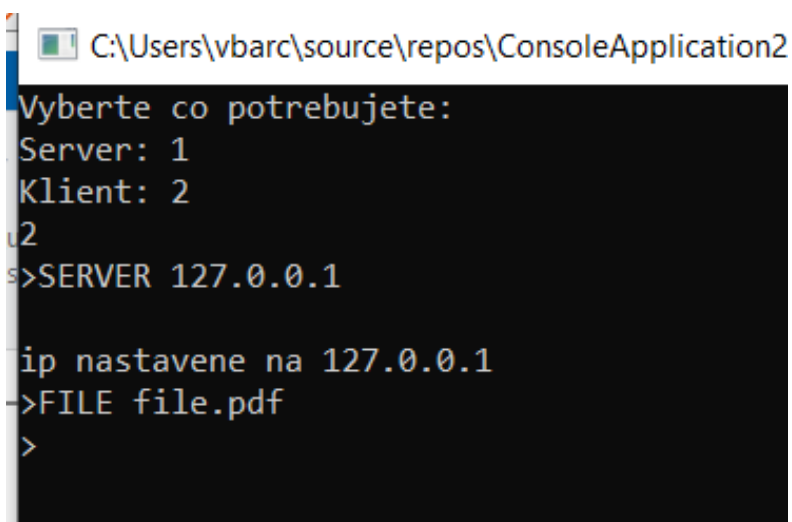 C:\Users\vbarc\source\repos\ConsoleApplication2
Vyberte co potrebujete:
Server: 1
Klient: 2
2
>SERVER 127.0.0.1
ip nastavene na 127.0.0.1
>FILE file.pdf
>